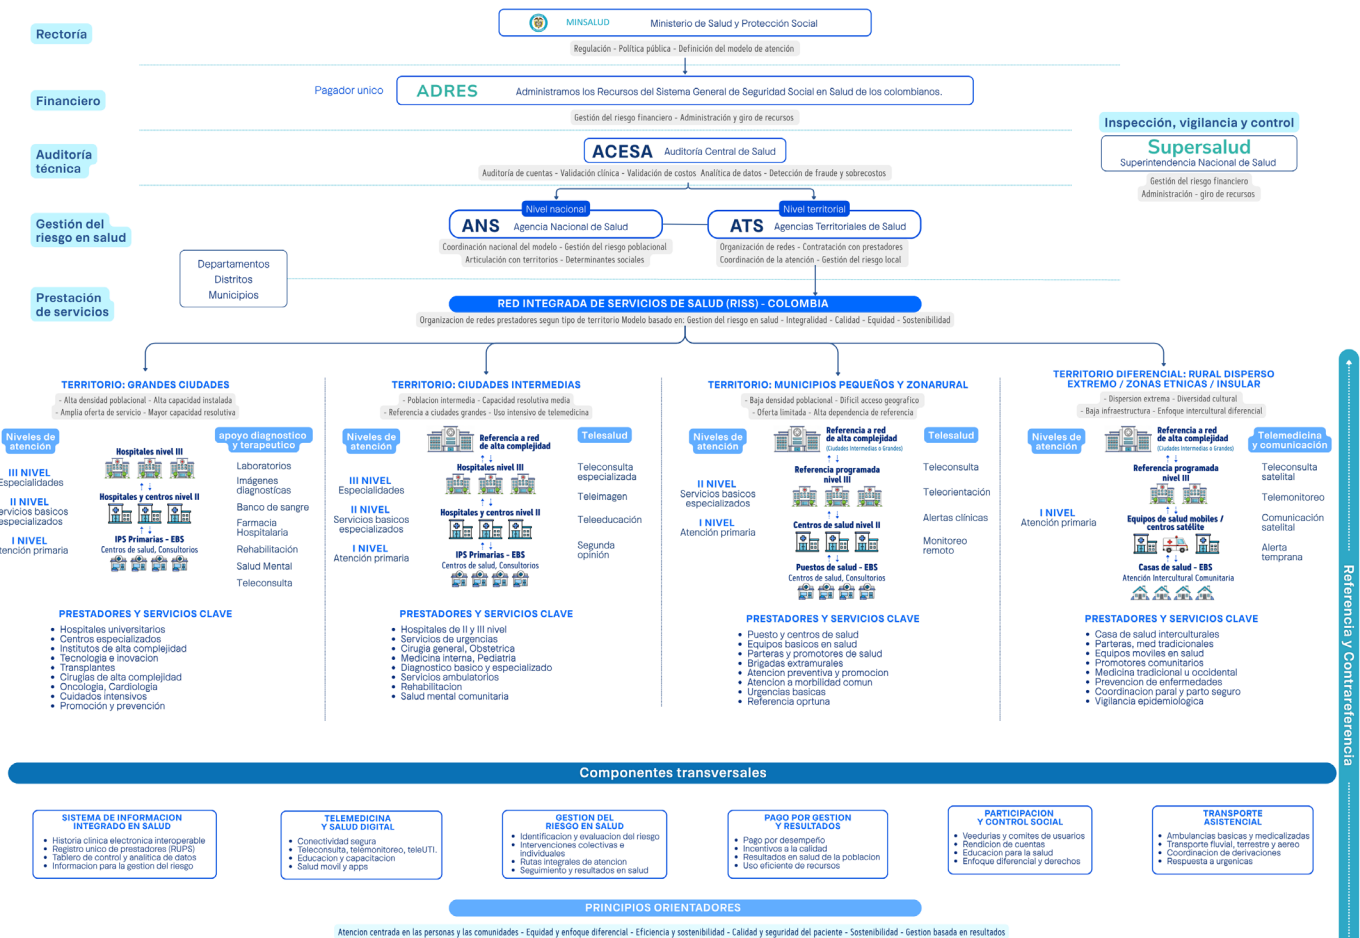 Rectoría
MINSALUD
Ministerio de Salud y Protección Social
Regulación - Política pública - Definición del modelo de atención
Financiero
Pagador unico
ADRES
Administramos los Recursos del Sistema General de Seguridad Social en Salud de los colombianos.
Gestión del riesgo financiero - Administración y giro de recursos
Inspección, vigilancia y control
Supersalud
Superintendencia Nacional de Salud
Gestión del riesgo financiero
Administración - giro de recursos
Auditoría
técnica
ACESA Auditoría Central de Salud
Auditoría de cuentas - Validación clínica - Validación de costos Analítica de datos - Detección de fraude y sobrecostos
Gestión del
riesgo en salud
Nivel nacional
ANS Agencia Nacional de Salud
Coordinación nacional del modelo - Gestión del riesgo poblacional
Articulación con territorios - Determinantes sociales
Nivel territorial
ATS Agencias Territoriales de Salud
Organización de redes - Contratación con prestadores
Coordinación de la atención - Gestión del riesgo local
Departamentos
Distritos
Municipios
Prestación
de servicios
RED INTEGRADA DE SERVICIOS DE SALUD (RISS) - COLOMBIA
Organizacion de redes prestadores segun tipo de territorio Modelo basado en: Gestion del riesgo en salud - Integralidad - Calidad - Equidad - Sostenibilidad
TERRITORIO: GRANDES CIUDADES
- Alta densidad poblacional - Alta capacidad instalada
- Amplia oferta de servicio - Mayor capacidad resolutiva
Niveles de
atención
III NIVEL
Especialidades
II NIVEL
ervicios basicos
especializados
I NIVEL
tención primaria
Hospitales nivel III
Hospitales y centros nivel II
IPS Primarias - EBS
Centros de salud, Consultorios
apoyo diagnostico
y terapeutico
Laboratorios
Imágenes
diagnostícas
Banco de sangre
Farmacia
Hospitalaria
Rehabilitación
Salud Mental
Teleconsulta
PRESTADORES Y SERVICIOS CLAVE
• Hospitales universitarios
• Centros especializados
• Institutos de alta complejidad
• Tecnologia e inovacion
• Transplantes
• Cirugías de alta complejidad
• Oncologia, Cardiologia
• Cuidados intensivos
• Promoción y prevención
TERRITORIO: CIUDADES INTERMEDIAS
- Poblacion intermedia - Capacidad resolutiva media
- Referencia a ciudades grandes - Uso intensivo de telemedicina
Niveles de
atención
III NIVEL
Especialidades
II NIVEL
Servicios basicos
especializados
I NIVEL
Atención primaria
Referencia a red
de alta complejidad
Hospitales nivel III
Hospitales y centros nivel II
IPS Primarias - EBS
Centros de salud, Consultorios
Telesalud
Teleconsulta
especializada
Teleimagen
Teleeducación
Segunda
opinión
PRESTADORES Y SERVICIOS CLAVE
• Hospitales de II y III nivel
• Servicios de urgencias
• Cirugia general, Obstetrica
• Medicina interna, Pediatria
• Diagnostico basico y especializado
• Servicios ambulatorios
• Rehabilitacion
• Salud mental comunitaria
TERRITORIO: MUNICIPIOS PEQUEÑOS Y ZONARURAL
- Baja densidad poblacional - Dificil acceso geografico
- Oferta limitada - Alta dependencia de referencia
Niveles de
atención
II NIVEL
Servicios basicos
especializados
I NIVEL
Atención primaria
Referencia a red
de alta complejidad
(Ciudades Intermedias o Grandes)
Referencia programada
nivel III
Centros de salud nivel II
Puestos de salud - EBS
Centros de salud, Consultorios
Telesalud
Teleconsulta
Teleorientación
Alertas clínicas
Monitoreo
remoto
PRESTADORES Y SERVICIOS CLAVE
• Puesto y centros de salud
• Equipos basicos en salud
• Parteras y promotores de salud
• Brigadas extramurales
• Atencion preventiva y promocion
• Atencion a morbilidad comun
• Urgencias basicas
• Referencia oprtuna
TERRITORIO DIFERENCIAL: RURAL DISPERSO
EXTREMO / ZONAS ETNICAS / INSULAR
- Dispersion extrema - Diversidad cultural
- Baja infraestructura - Enfoque intercultural diferencial
Niveles de
atención
I NIVEL
Atención primaria
Referencia a red
de alta complejidad
(Ciudades Intermedias o Grandes)
Referencia programada
nivel III
Equipos de salud mobiles /
centros satélite
Casas de salud - EBS
Atención Intercultural Comunitaria
Telemedicina
y comunicación
Teleconsulta
satelital
Telemonitoreo
Comunicación
satelital
Alerta
temprana
PRESTADORES Y SERVICIOS CLAVE
• Casa de salud interculturales
• Parteras, med tradicionales
• Equipos moviles en salud
• Promotores comunitarios
• Medicina tradicional u occidental
• Prevencion de enfermedades
• Coordinacion paral y parto seguro
• Vigilancia epidemiologica
Referencia y Contrareferencia
Componentes transversales
SISTEMA DE INFORMACION
INTEGRADO EN SALUD
• Historia clinica electronica interoperable
• Registro unico de prestadores (RUPS)
• Tablero de control y analitica de datos
• Informacion para la gestion del riesgo
TELEMEDICINA
Y SALUD DIGITAL
• Conectividad segura
• Teleconsulta, telemonitoreo, teleUTI.
• Educacion y capacitacion
• Salud movil y apps
GESTION DEL
RIESGO EN SALUD
• Identificacion y evaluacion del riesgo
• Intervenciones colectivas e
individuales
• Rutas integrales de atencion
• Seguimiento y resultados en salud
PAGO POR GESTION
Y RESULTADOS
• Pago por desempeño
• Incentivos a la calidad
• Resultados en salud de la poblacion
• Uso eficiente de recursos
PARTICIPACION
Y CONTROL SOCIAL
• Veedurias y comites de usuarios
• Rendicion de cuentas
• Educacion para la salud
• Enfoque diferencial y derechos
TRANSPORTE
ASISTENCIAL
• Ambulancias basicas y medicalizadas
• Transporte fluvial, terrestre y aereo
• Coordinacion de derivaciones
• Respuesta a urgenicas
PRINCIPIOS ORIENTADORES
Atencion centrada en las personas y las comunidades - Equidad y enfoque diferencial - Eficiencia y sostenibilidad - Calidad y seguridad del paciente - Sostenibilidad - Gestion basada en resultados